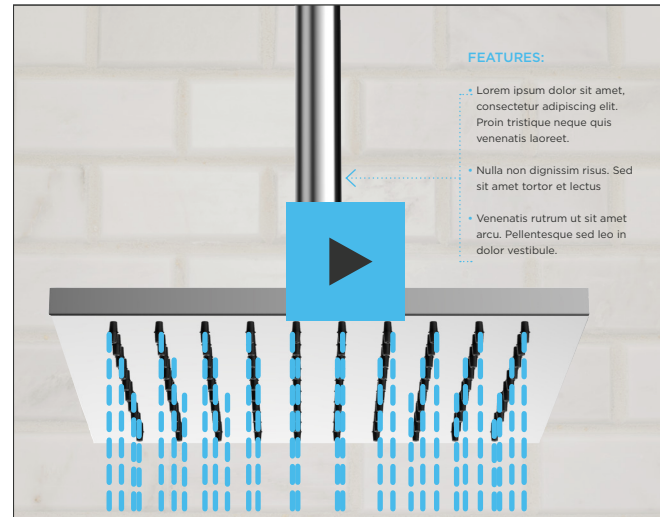 FEATURES:
• Lorem ipsum dolor sit amet,
consectetur adipiscing elit.
Proin tristique neque quis
venenatis laoreet.
• Nulla non dignissim risus. Sed
sit amet tortor et lectus
• Venenatis rutrum ut sit amet
arcu. Pellentesque sed leo in
dolor vestibule.